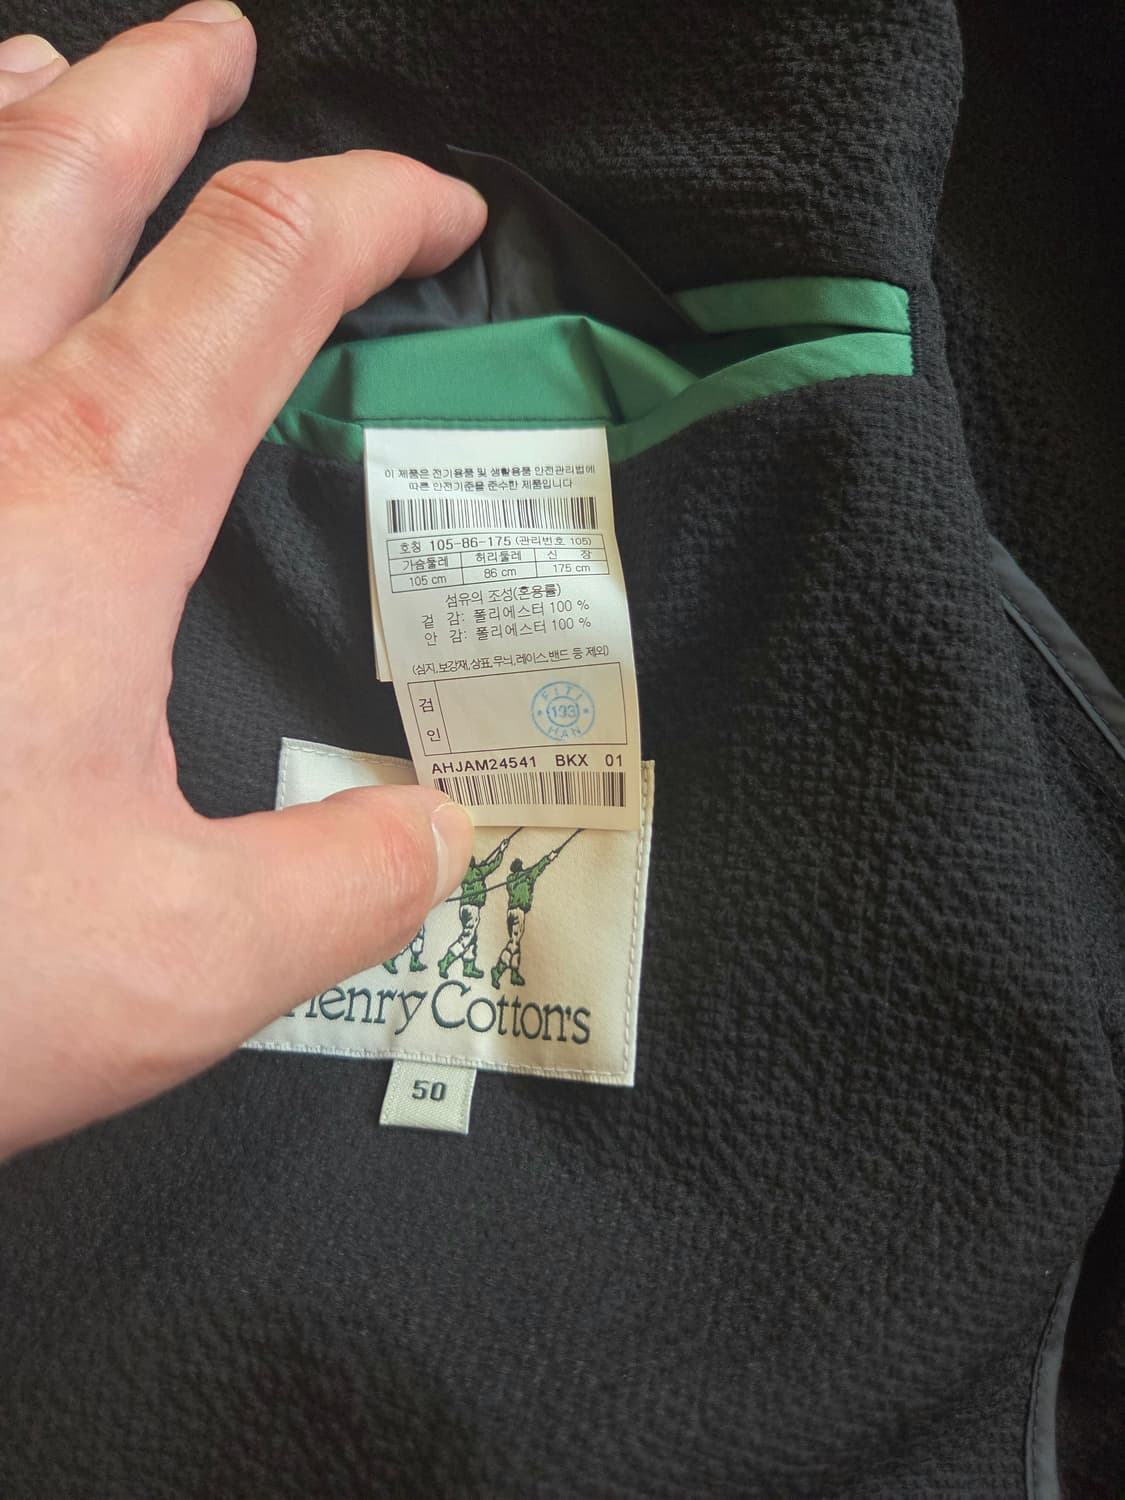 이 제품은 전기용품 및 생활용품 안전관리법에
따른 안전기준을 준수한 제품입니다
호칭 105-86-175 (관리번호 105)
가슴둘레 허리둘레 신 장
105 cm 86 cm 175 cm
섬유의 조성(혼용률)
겉 감: 폴리에스터 100 %
안 감: 폴리에스터 100 %
(심지,보강재,상표,무늬,레이스,밴드 등 제외)
검
인
FITI
193
HAN
AHJAM24541 BKX 01
Henry Cotton's
50